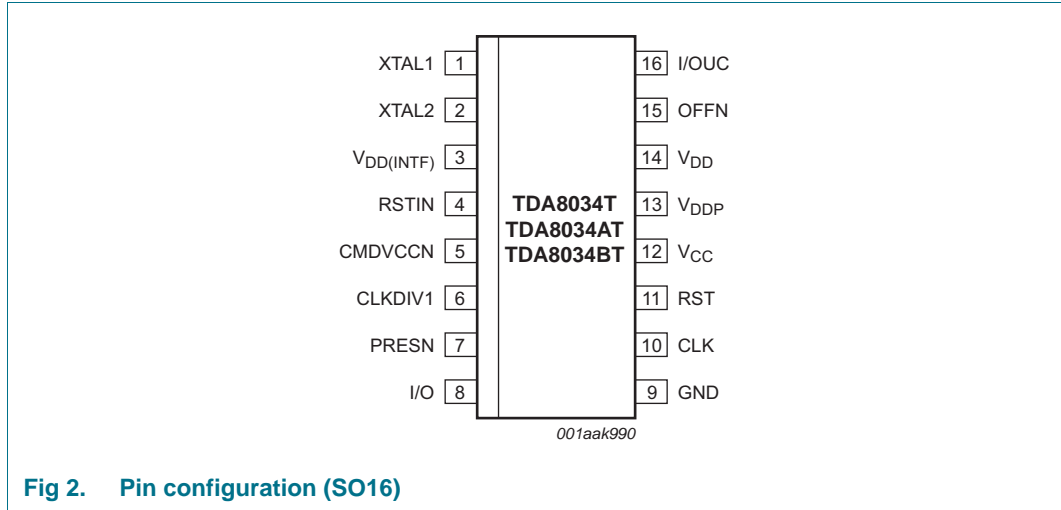 XTAL1 1
XTAL2 2
VDD(INTF) 3
RSTIN 4
CMDVCCN 5
CLKDIV1 6
PRESN 7
I/O 8
TDA8034T
TDA8034AT
TDA8034BT
16 I/OUC
15 OFFN
14 VDD
13 VDDP
12 VCC
11 RST
10 CLK
9 GND
001aak990
Fig 2. Pin configuration (SO16)